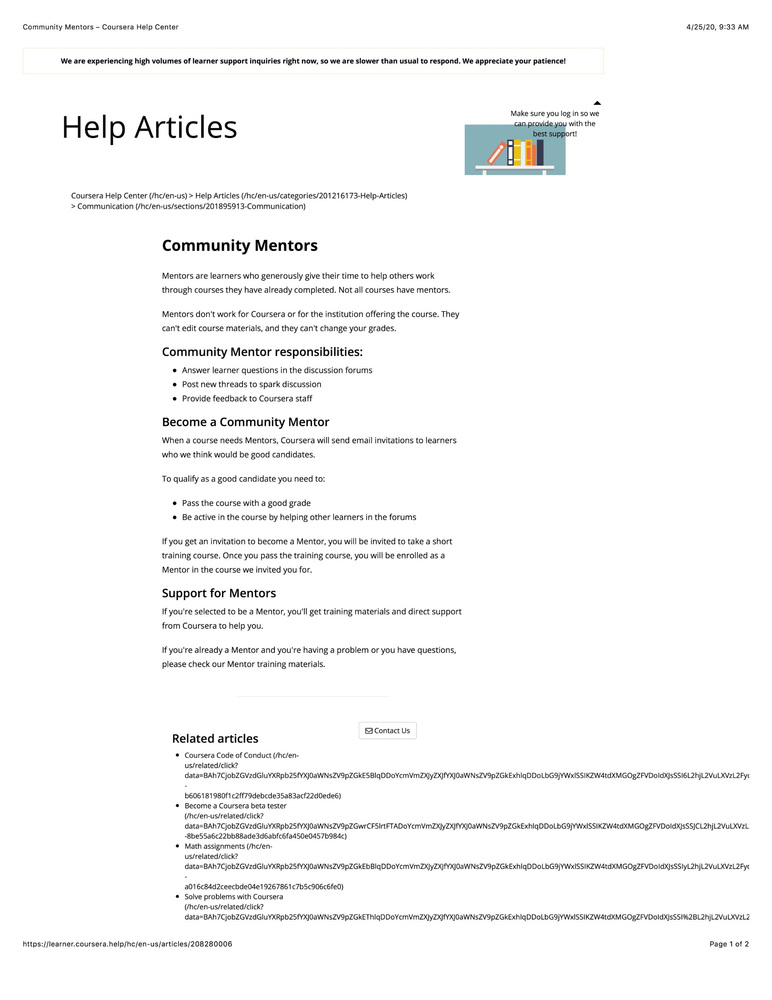 Community Mentors – Coursera Help Center
4/25/20, 9:33 AM
We are experiencing high volumes of learner support inquiries right now, so we are slower than usual to respond. We appreciate your patience!
Help Articles
Make sure you log in so we
can provide you with the
best support!
Coursera Help Center (/hc/en-us) > Help Articles (/hc/en-us/categories/201216173-Help-Articles)
> Communication (/hc/en-us/sections/201895913-Communication)
Community Mentors
Mentors are learners who generously give their time to help others work
through courses they have already completed. Not all courses have mentors.
Mentors don't work for Coursera or for the institution offering the course. They
can't edit course materials, and they can't change your grades.
Community Mentor responsibilities:
• Answer learner questions in the discussion forums
• Post new threads to spark discussion
• Provide feedback to Coursera staff
Become a Community Mentor
When a course needs Mentors, Coursera will send email invitations to learners
who we think would be good candidates.
To qualify as a good candidate you need to:
• Pass the course with a good grade
• Be active in the course by helping other learners in the forums
If you get an invitation to become a Mentor, you will be invited to take a short
training course. Once you pass the training course, you will be enrolled as a
Mentor in the course we invited you for.
Support for Mentors
If you're selected to be a Mentor, you'll get training materials and direct support
from Coursera to help you.
If you're already a Mentor and you're having a problem or you have questions,
please check our Mentor training materials.
Contact Us
Related articles
• Coursera Code of Conduct (/hc/en-
us/related/click?
data=BAh7CjobZGVzdGluYXRpb25fYXJ0aWNsZV9pZGkE5BlqDDoYcmVmZXJyZXJfYXJ0aWNsZV9pZGkExhlqDDoLbG9jYWxlSSIKZW4tdXMGOgZFVDoIdXJsSSI6L2hjL2VuLXVzL2Fy
-
b606181980f1c2ff79debcde35a83acf22d0ede6)
• Become a Coursera beta tester
(/hc/en-us/related/click?
data=BAh7CjobZGVzdGluYXRpb25fYXJ0aWNsZV9pZGwrCF5lrtFTADoYcmVmZXJyZXJfYXJ0aWNsZV9pZGkExhlqDDoLbG9jYWxlSSIKZW4tdXMGOgZFVDoIdXJsSSJCL2hjL2VuLXVzL
-8be55a6c22bb88ade3d6abfc6fa450e0457b984c)
• Math assignments (/hc/en-
us/related/click?
data=BAh7CjobZGVzdGluYXRpb25fYXJ0aWNsZV9pZGkEbBlqDDoYcmVmZXJyZXJfYXJ0aWNsZV9pZGkExhlqDDoLbG9jYWxlSSIKZW4tdXMGOgZFVDoIdXJsSSIyL2hjL2VuLXVzL2Fy
-
a016c84d2ceecbde04e19267861c7b5c906c6fe0)
• Solve problems with Coursera
(/hc/en-us/related/click?
data=BAh7CjobZGVzdGluYXRpb25fYXJ0aWNsZV9pZGkEThlqDDoYcmVmZXJyZXJfYXJ0aWNsZV9pZGkExhlqDDoLbG9jYWxlSSIKZW4tdXMGOgZFVDoIdXJsSSI%2BL2hjL2VuLXVzL2
https://learner.coursera.help/hc/en-us/articles/208280006
Page 1 of 2